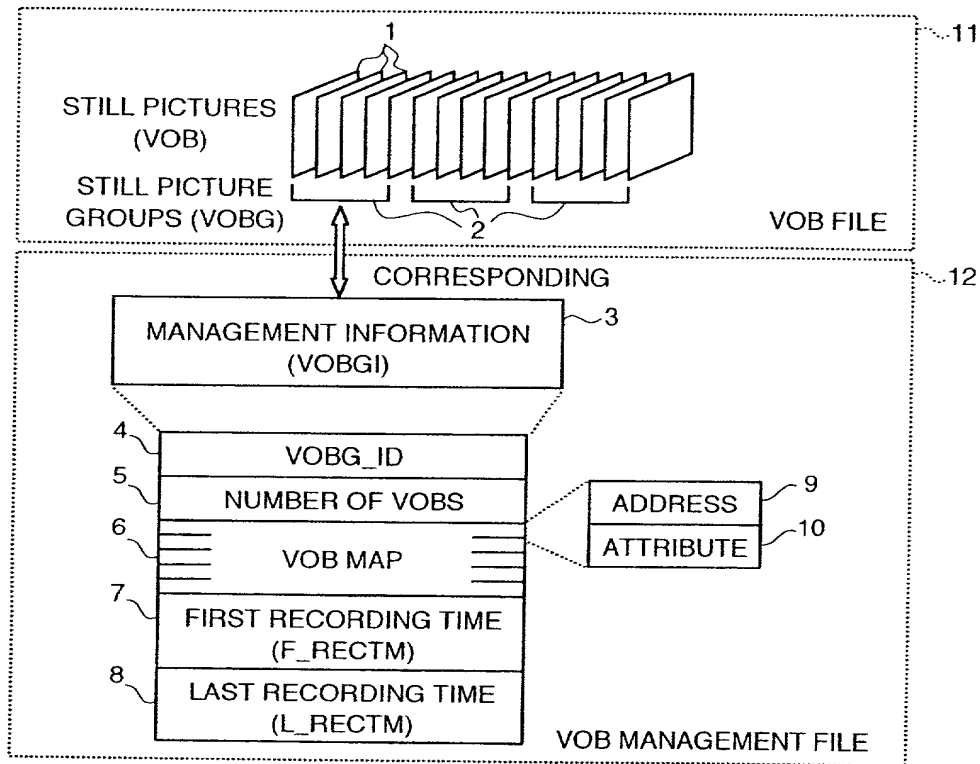 1
11
STILL PICTURES
(VOB)
STILL PICTURE
GROUPS (VOBG)
2
VOB FILE
12
CORRESPONDING
3
MANAGEMENT INFORMATION
(VOBGI)
4
VOBG_ID
5
NUMBER OF VOBS
6
VOB MAP
ADDRESS
9
ATTRIBUTE
10
7
FIRST RECORDING TIME
(F_RECTM)
8
LAST RECORDING TIME
(L_RECTM)
VOB MANAGEMENT FILE